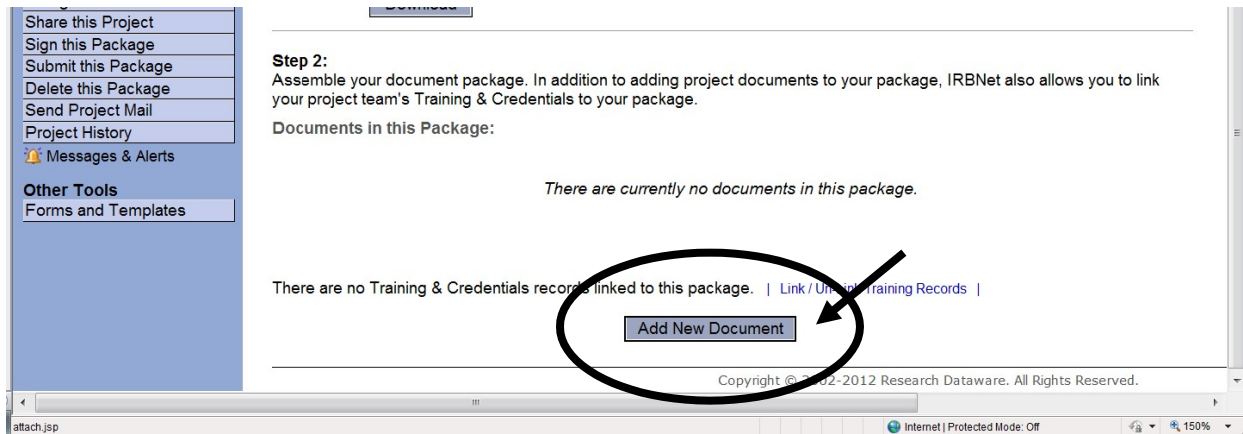 Share this Project
Sign this Package
Submit this Package
Delete this Package
Send Project Mail
Project History
Messages & Alerts
Other Tools
Forms and Templates
Download
Step 2:
Assemble your document package. In addition to adding project documents to your package, IRBNet also allows you to link
your project team's Training & Credentials to your package.
Documents in this Package:
There are currently no documents in this package.
There are no Training & Credentials records linked to this package. | Link / Un-Link Training Records |
Add New Document
Copyright © 2002-2012 Research Dataware. All Rights Reserved.
attach.jsp
Internet | Protected Mode: Off
150%